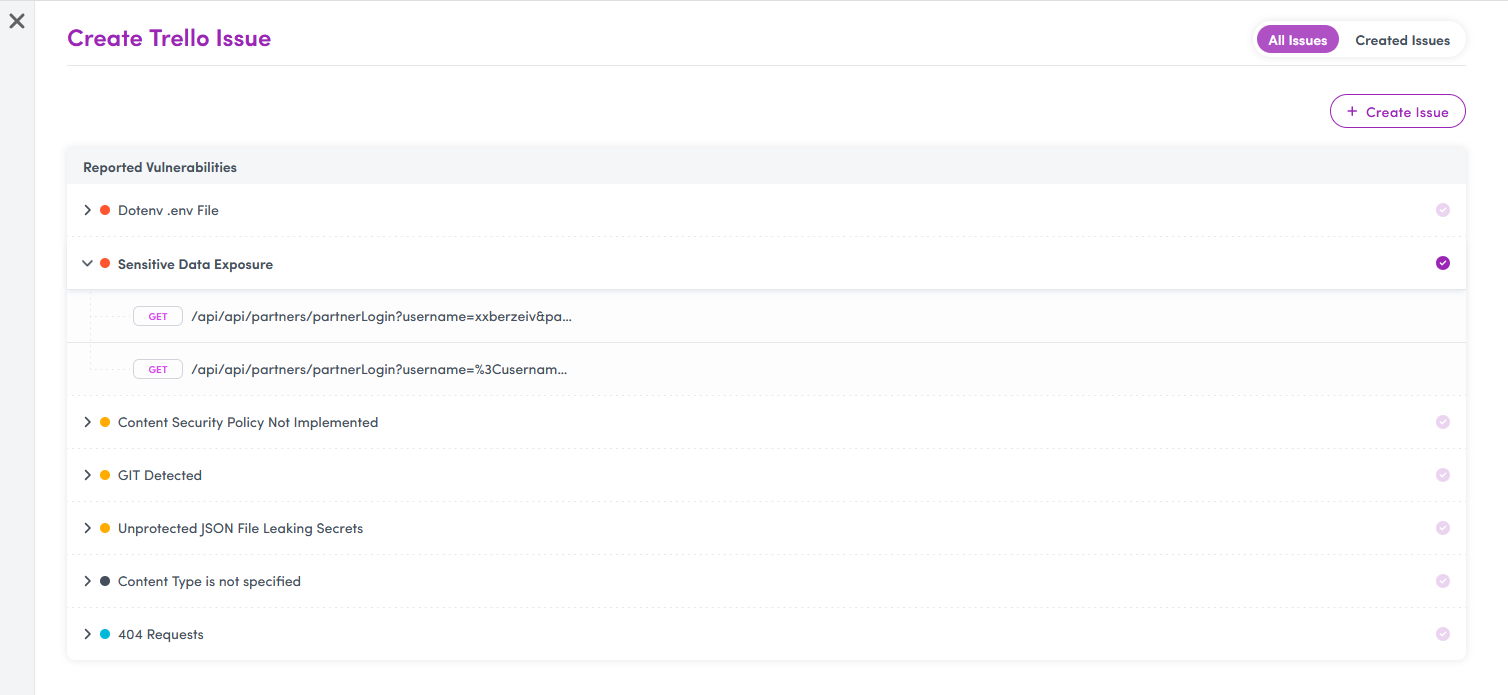 Create Trello Issue
All Issues Created Issues
+ Create Issue
Reported Vulnerabilities
Dotenv .env File
Sensitive Data Exposure
GET /api/api/partners/partnerLogin?username=xxberzeiv&pa...
GET /api/api/partners/partnerLogin?username=%3Cusernam...
Content Security Policy Not Implemented
GIT Detected
Unprotected JSON File Leaking Secrets
Content Type is not specified
404 Requests